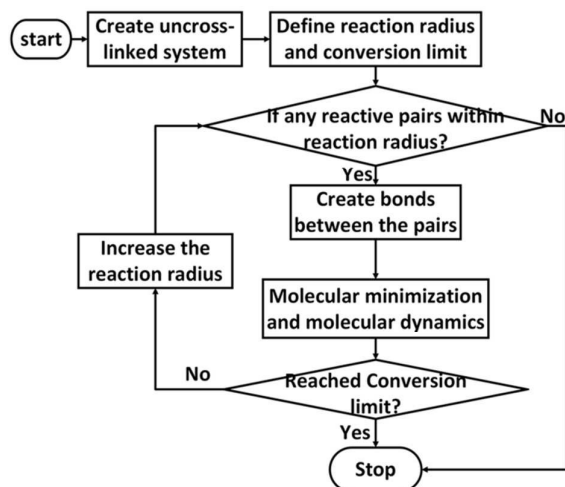 start
Create uncross-
linked system
Define reaction radius
and conversion limit
If any reactive pairs within
reaction radius?
No
Yes
Create bonds
between the pairs
Increase the
reaction radius
Molecular minimization
and molecular dynamics
No
Reached Conversion
limit?
Yes
Stop